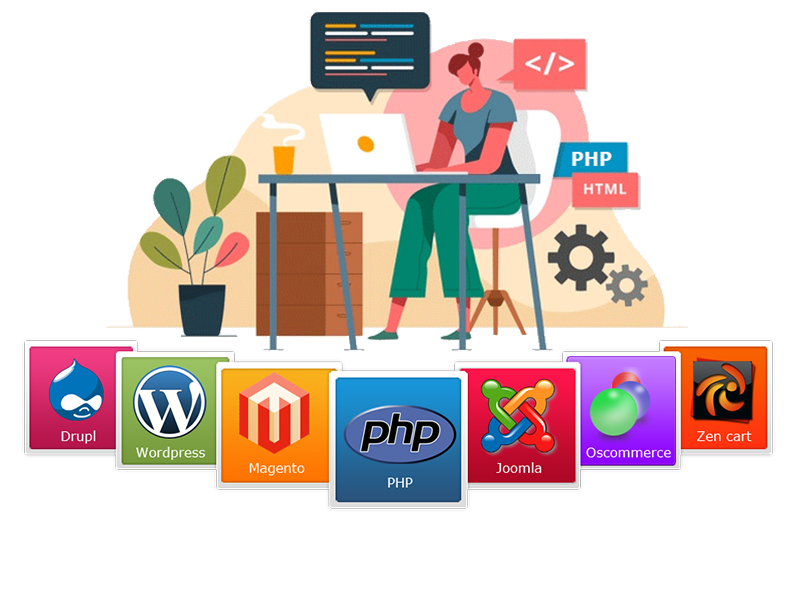 </>
PHP
HTML
Drupl
Wordpress
Magento
php
PHP
Joomla
Oscommerce
Zen cart